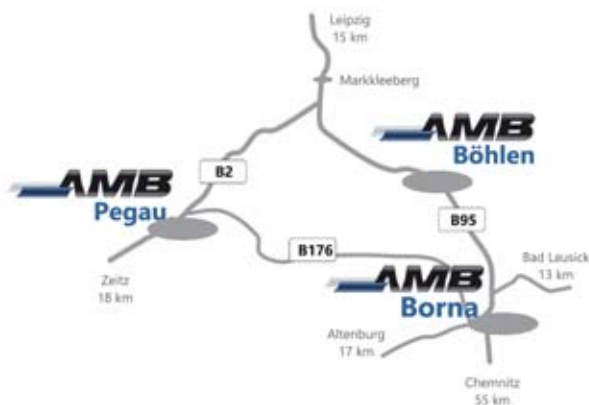 Leipzig
15 km
Markkleeberg
AMB
Böhlen
B2
AMB
Pegau
B95
B176
Bad Lausick
13 km
Zeitz
18 km
AMB
Borna
Altenburg
17 km
Chemnitz
55 km